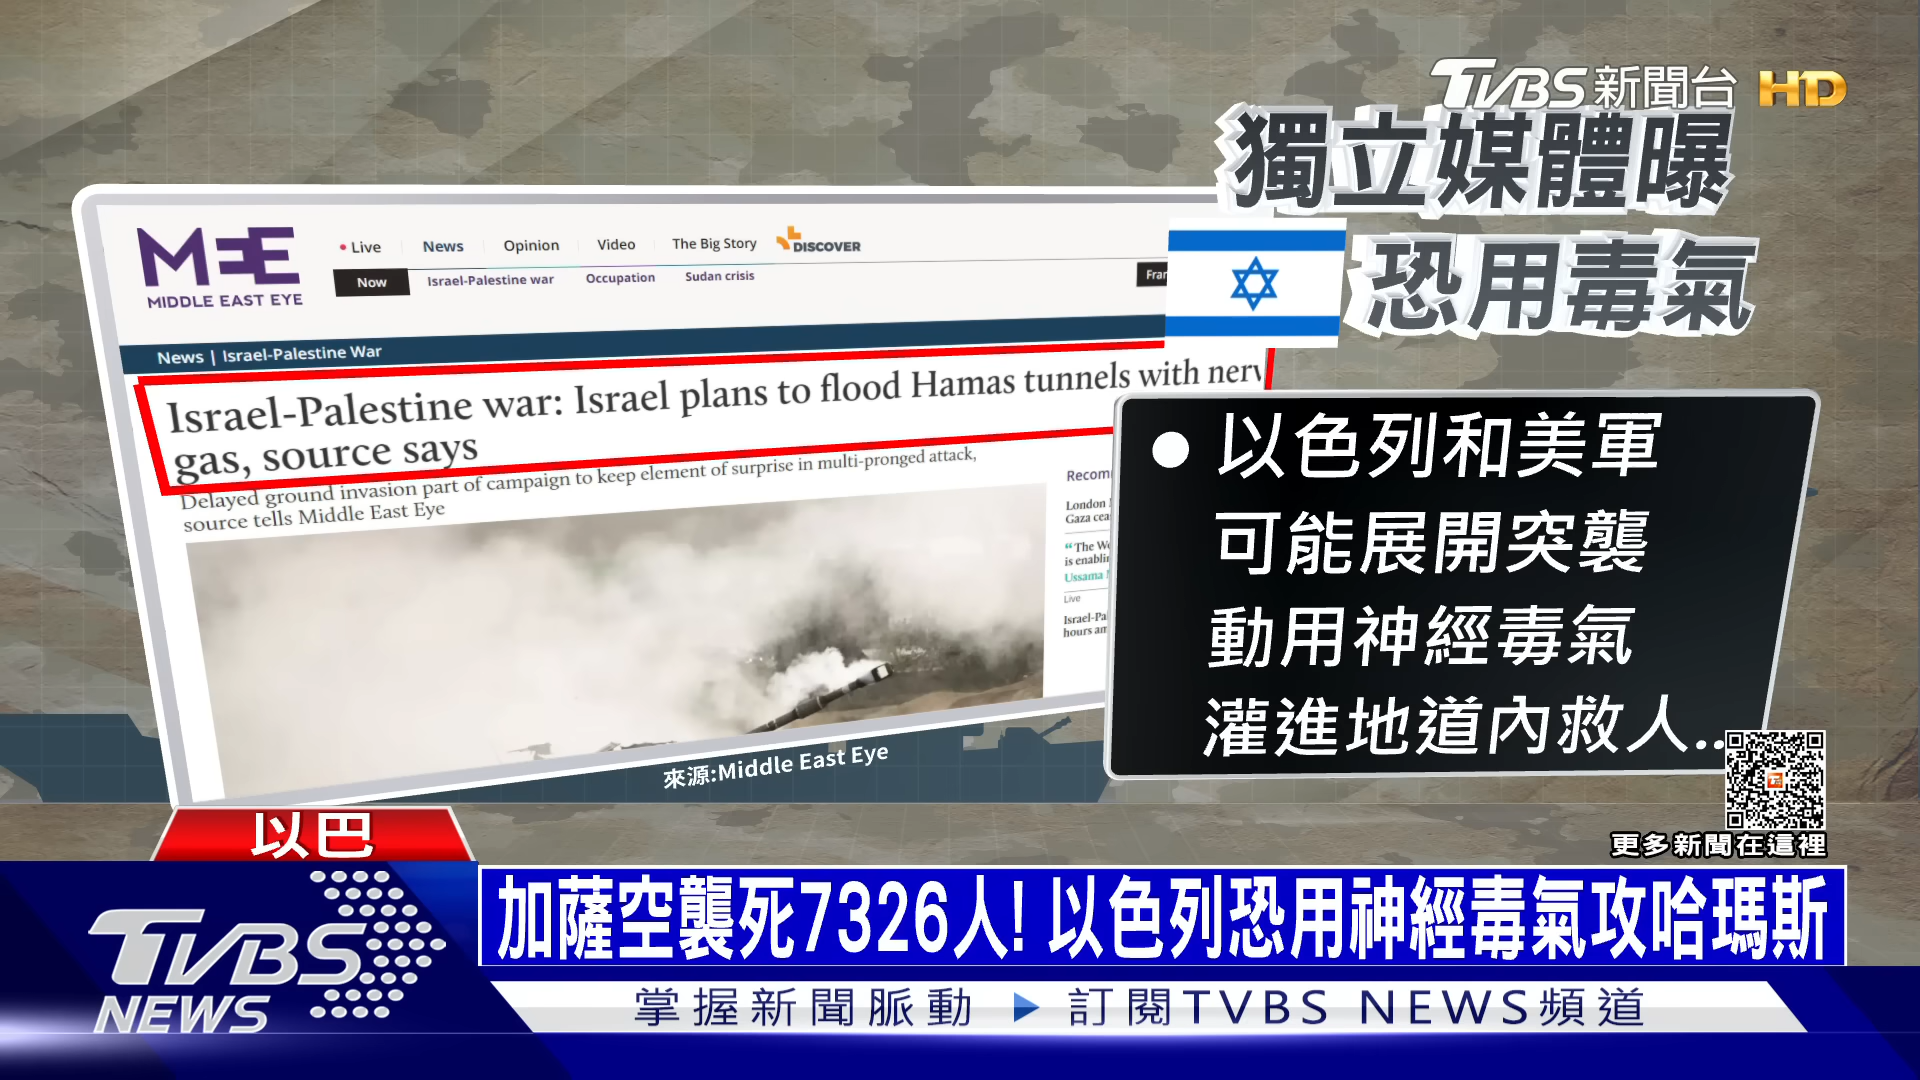 TVBS新聞台 HD
獨立媒體曝
恐用毒氣
MEE
MIDDLE EAST EYE
Live News Opinion Video The Big Story DISCOVER
Now Israel-Palestine war Occupation Sudan crisis
News | Israel-Palestine War
Israel-Palestine war: Israel plans to flood Hamas tunnels with nerv
gas, source says
Delayed ground invasion part of campaign to keep element of surprise in multi-pronged attack,
source tells Middle East Eye
London
Gaza
The
is
Ussama
Live
hours
● 以色列和美軍
可能展開突襲
動用神經毒氣
灌進地道內救人..
來源:Middle East Eye
更多新聞在這裡
以巴
加薩空襲死7326人! 以色列恐用神經毒氣攻哈瑪斯
TVBS
NEWS
掌握新聞脈動 ▶ 訂閱TVBS NEWS頻道